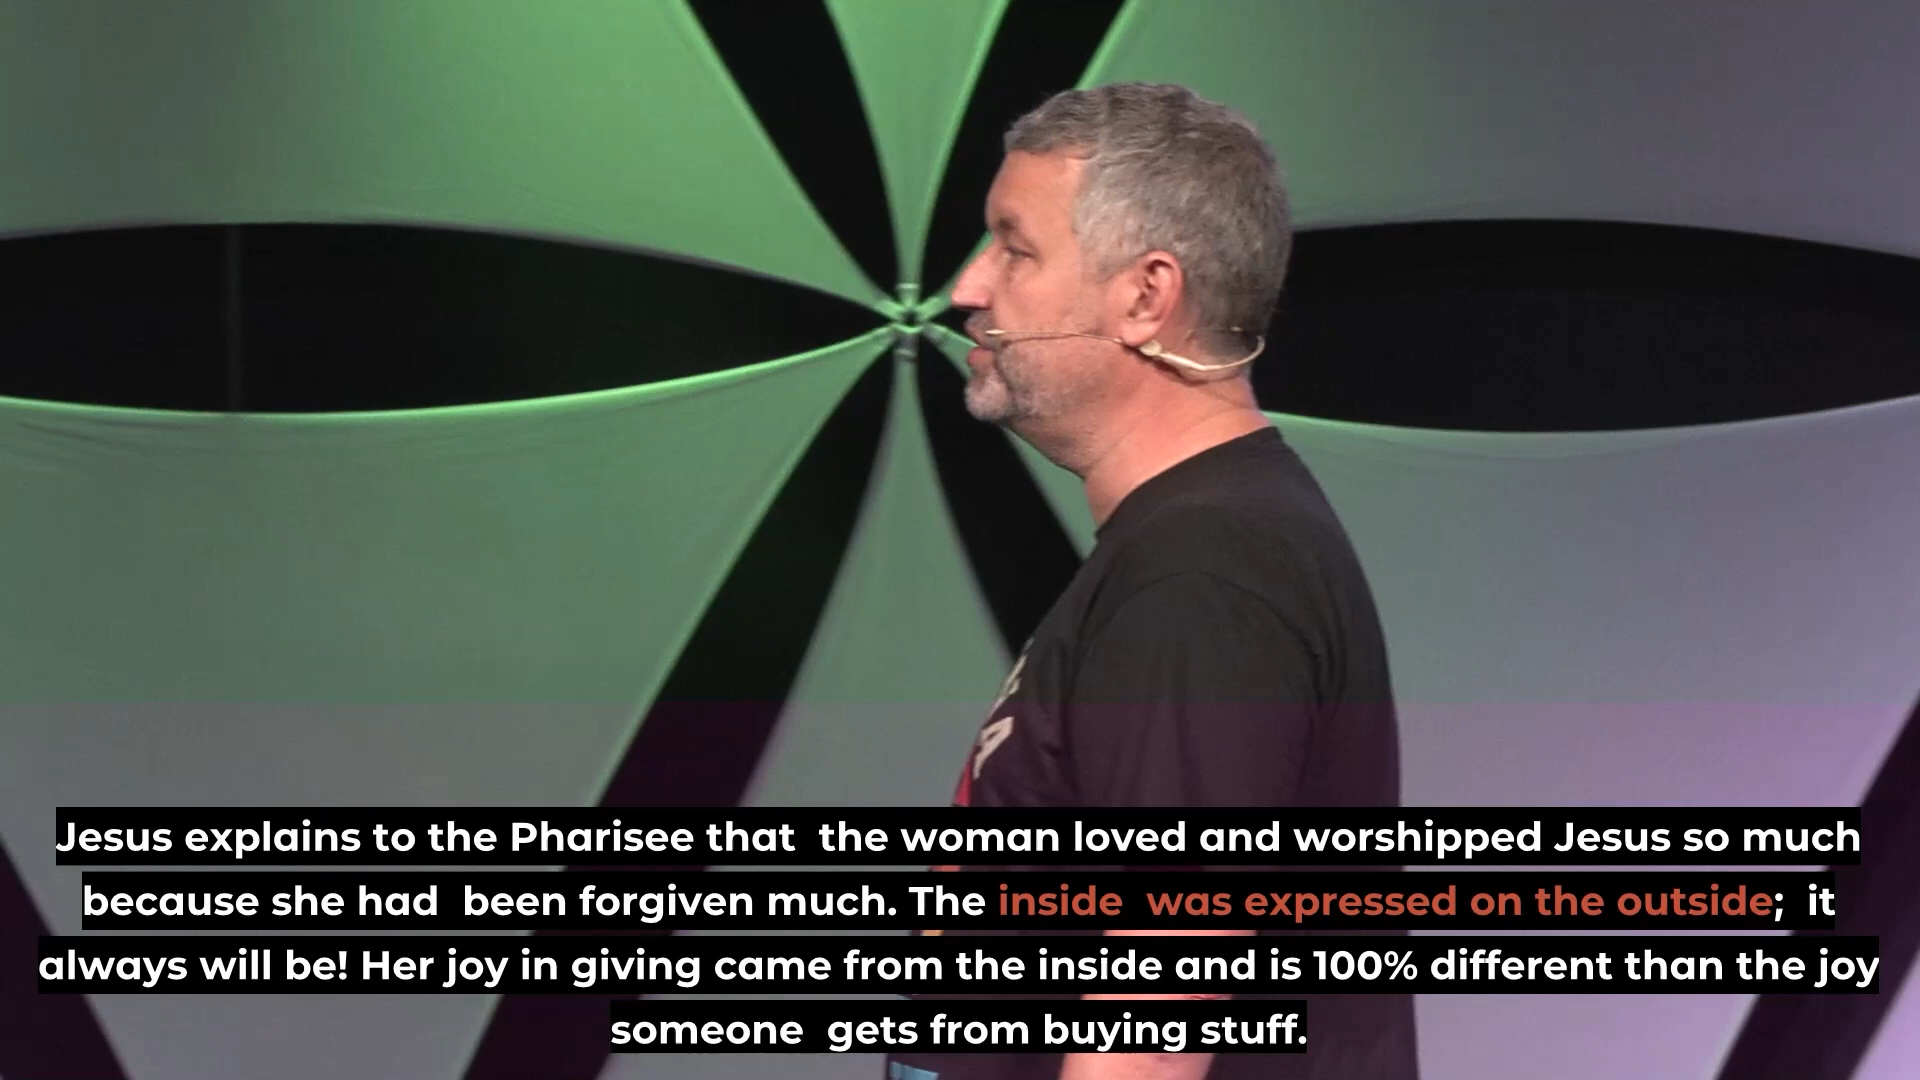 Jesus explains to the Pharisee that  the woman loved and worshipped Jesus so much
because she had  been forgiven much. The inside  was expressed on the outside;  it
always will be! Her joy in giving came from the inside and is 100% different than the joy
someone  gets from buying stuff.